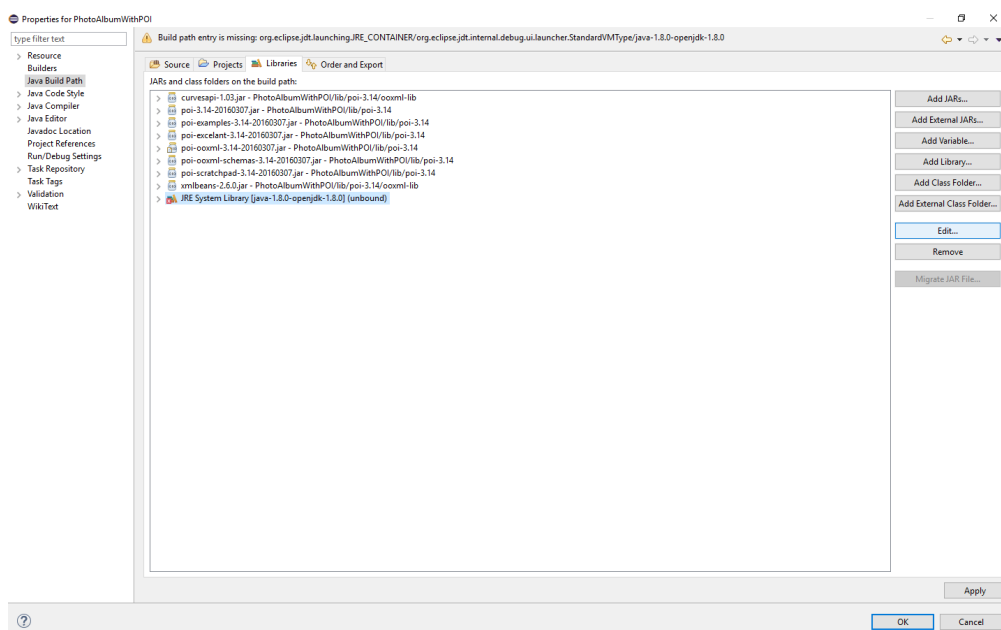 Properties for PhotoAlbumWithPOI
type filter text
Build path entry is missing: org.eclipse.jdt.launching.JRE_CONTAINER/org.eclipse.jdt.internal.debug.ui.launcher.StandardVMType/java-1.8.0-openjdk-1.8.0
Resource
Builders
Java Build Path
Java Code Style
Java Compiler
Java Editor
Javadoc Location
Project References
Run/Debug Settings
Task Repository
Task Tags
Validation
WikiText
Source Projects Libraries Order and Export
JARs and class folders on the build path:
curvesapi-1.03.jar - PhotoAlbumWithPOI/lib/poi-3.14/ooxml-lib
poi-3.14-20160307.jar - PhotoAlbumWithPOI/lib/poi-3.14
poi-examples-3.14-20160307.jar - PhotoAlbumWithPOI/lib/poi-3.14
poi-excelant-3.14-20160307.jar - PhotoAlbumWithPOI/lib/poi-3.14
poi-ooxml-3.14-20160307.jar - PhotoAlbumWithPOI/lib/poi-3.14
poi-ooxml-schemas-3.14-20160307.jar - PhotoAlbumWithPOI/lib/poi-3.14
poi-scratchpad-3.14-20160307.jar - PhotoAlbumWithPOI/lib/poi-3.14
xmlbeans-2.6.0.jar - PhotoAlbumWithPOI/lib/poi-3.14/ooxml-lib
JRE System Library [java-1.8.0-openjdk-1.8.0] (unbound)
Add JARs...
Add External JARs...
Add Variable...
Add Library...
Add Class Folder...
Add External Class Folder...
Edit...
Remove
Migrate JAR File...
Apply
OK Cancel